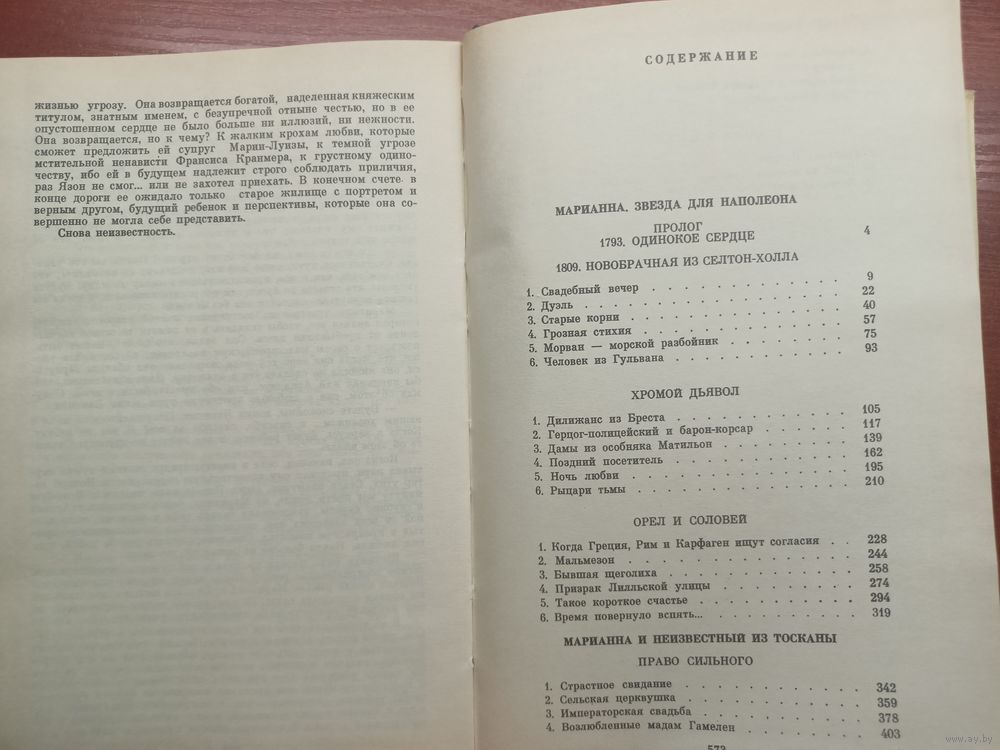 жизнью угрозу. Она возвращается богатой, наделенная княжеским
титулом, знатным именем, с безупречной отныне честью, но в ее
опустошенном сердце не было больше ни иллюзий, ни нежности.
Она возвращается, но к чему? К жалким крохам любви, которые
сможет предложить ей супруг Марии-Луизы, к темной угрозе
мстительной ненависти Франсиса Кранмера, к грустному одино-
честву, ибо ей в будущем надлежит строго соблюдать приличия,
раз Язон не смог... или не захотел приехать. В конечном счете в
конце дороги ее ожидало только старое жилище с портретом и
верным другом, будущий ребенок и перспективы, которые она со-
вершенно не могла себе представить.
Снова неизвестность.
СОДЕРЖАНИЕ
МАРИАННА. ЗВЕЗДА ДЛЯ НАПОЛЕОНА
ПРОЛОГ
1793. ОДИНОКОЕ СЕРДЦЕ 4
1809. НОВОБРАЧНАЯ ИЗ СЕЛТОН-ХОЛЛА
1. Свадебный вечер . . . . . . . . . . . 9
2. Дуэль . . . . . . . . . . . . . . 22
3. Старые корни . . . . . . . . . . . . 40
4. Грозная стихия . . . . . . . . . . . 57
5. Морван — морской разбойник . . . . . . . 75
6. Человек из Гульвана . . . . . . . . . . 93
ХРОМОЙ ДЬЯВОЛ
1. Дилижанс из Бреста . . . . . . . . . . 105
2. Герцог-полицейский и барон-корсар . . . . . 117
3. Дамы из особняка Матильон . . . . . . . 139
4. Поздний посетитель . . . . . . . . . . 162
5. Ночь любви . . . . . . . . . . . . 195
6. Рыцари тьмы . . . . . . . . . . . . 210
ОРЕЛ И СОЛОВЕЙ
1. Когда Греция, Рим и Карфаген ищут согласия . . 228
2. Мальмезон . . . . . . . . . . . . . 244
3. Бывшая щеголиха . . . . . . . . . . . 258
4. Призрак Лилльской улицы . . . . . . . . 274
5. Такое короткое счастье . . . . . . . . . 294
6. Время повернуло вспять... . . . . . . . . 319
МАРИАННА И НЕИЗВЕСТНЫЙ ИЗ ТОСКАНЫ
ПРАВО СИЛЬНОГО
1. Страстное свидание . . . . . . . . . . 342
2. Сельская церквушка . . . . . . . . . . 359
3. Императорская свадьба . . . . . . . . . 378
4. Возлюбленные мадам Гамелен . . . . . . . 403
573
www.ay.by